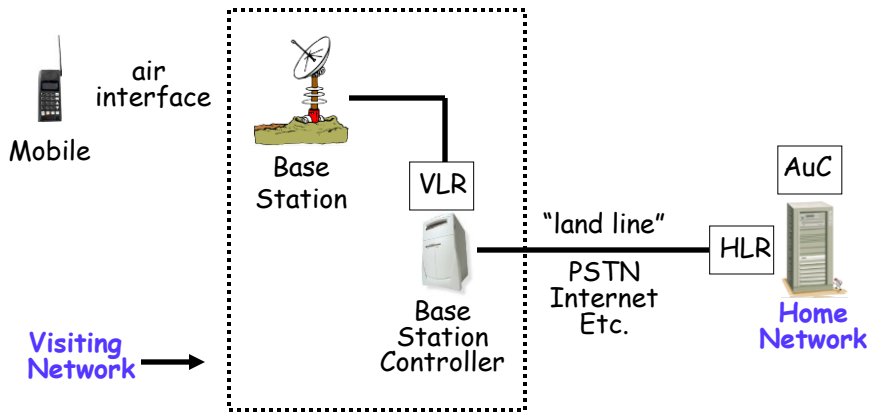 air
interface
Mobile
Base
Station
VLR
AuC
"land line"
HLR
PSTN
Internet
Etc.
Base
Station
Controller
Home
Network
Visiting
Network